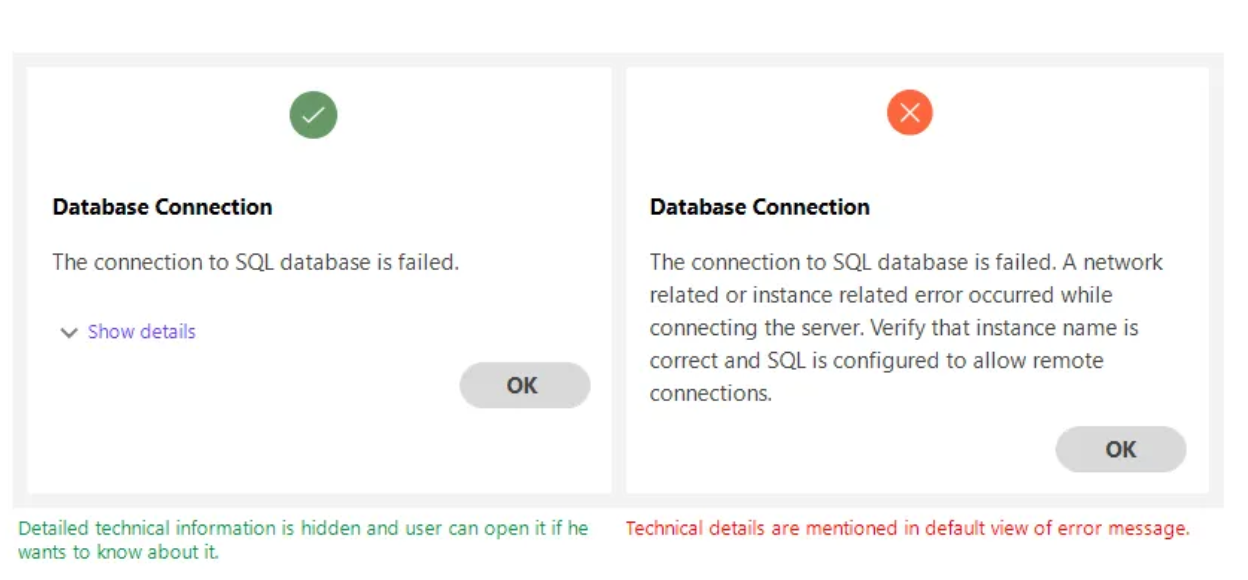 Database Connection
The connection to SQL database is failed.
Show details
OK
Detailed technical information is hidden and user can open it if he
wants to know about it.
Database Connection
The connection to SQL database is failed. A network
related or instance related error occurred while
connecting the server. Verify that instance name is
correct and SQL is configured to allow remote
connections.
OK
Technical details are mentioned in default view of error message.